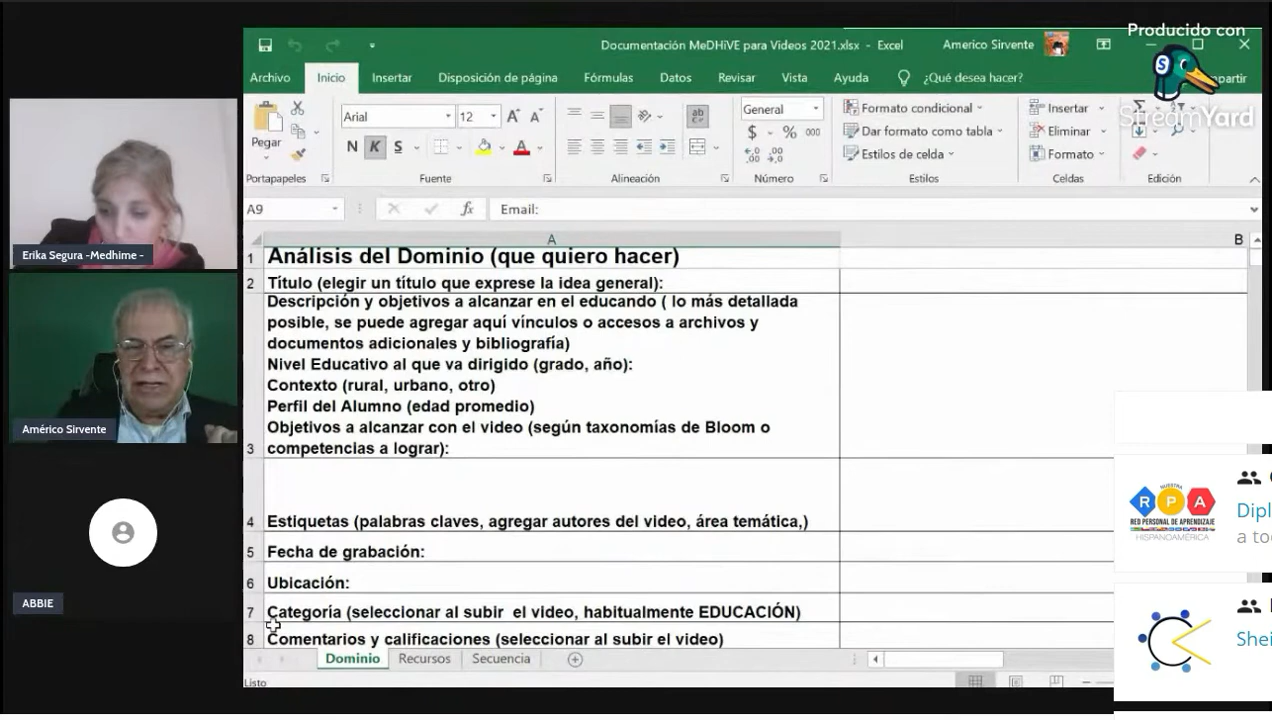 Producido con
StreamYard
Documentación MeDHiVE para Videos 2021.xlsx - Excel
Americo Sirvente
Archivo Inicio Insertar Disposición de página Fórmulas Datos Revisar Vista Ayuda ¿Qué desea hacer?
Pegar
Portapapeles
Arial 12
N K S
Fuente
ab
Alineación
General
$ % 000
Número
Formato condicional
Dar formato como tabla
Estilos de celda
Estilos
Insertar
Eliminar
Formato
Celdas
Edición
A9
fx
Email:
A B
1 Análisis del Dominio (que quiero hacer)
2 Título (elegir un título que exprese la idea general):
Descripción y objetivos a alcanzar en el educando ( lo más detallada
posible, se puede agregar aquí vínculos o accesos a archivos y
documentos adicionales y bibliografía)
Nivel Educativo al que va dirigido (grado, año):
Contexto (rural, urbano, otro)
Perfil del Alumno (edad promedio)
Objetivos a alcanzar con el video (según taxonomías de Bloom o
3 competencias a lograr):
4 Estiquetas (palabras claves, agregar autores del video, área temática,)
5 Fecha de grabación:
6 Ubicación:
7 Categoría (seleccionar al subir el video, habitualmente EDUCACIÓN)
8 Comentarios y calificaciones (seleccionar al subir el video)
Dominio Recursos Secuencia
Listo
Erika Segura -Medhime -
Américo Sirvente
ABBIE
NUESTRA
RPA
RED PERSONAL DE APRENDIZAJE
HISPANOAMÉRICA
Dipl
a to
Shei